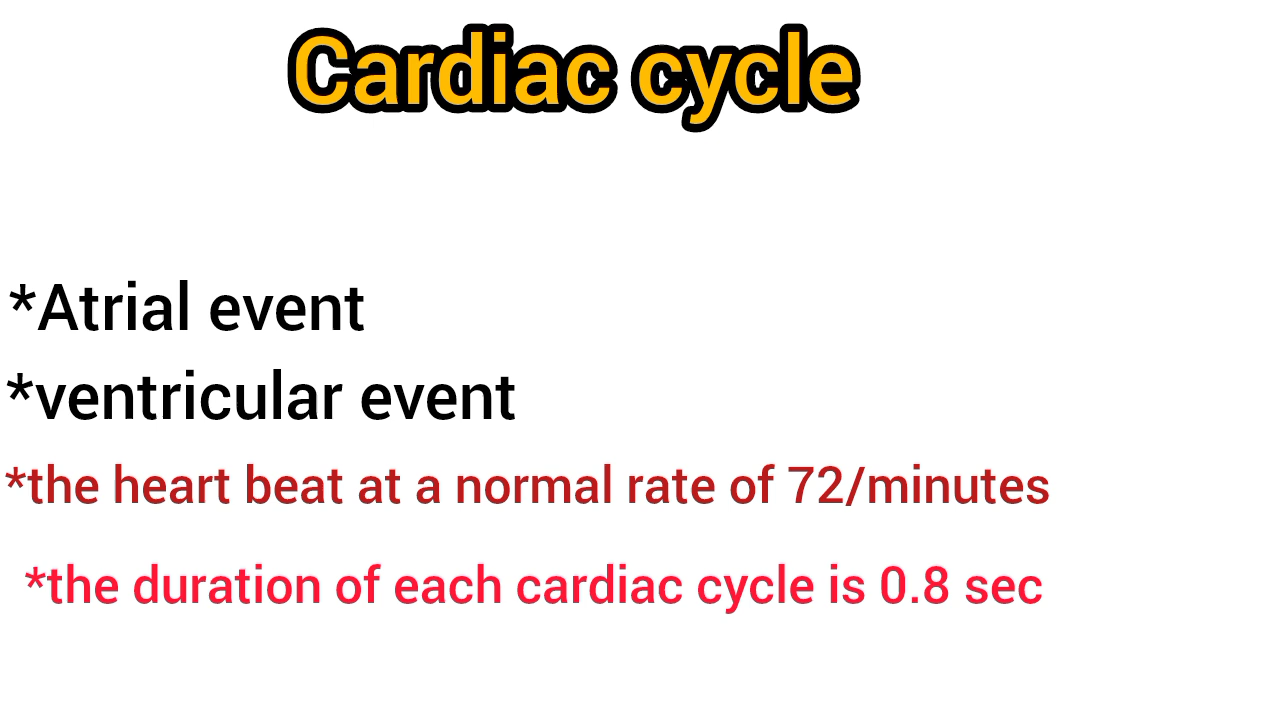 Cardiac cycle
*Atrial event
*ventricular event
*the heart beat at a normal rate of 72/minutes
*the duration of each cardiac cycle is 0.8 sec